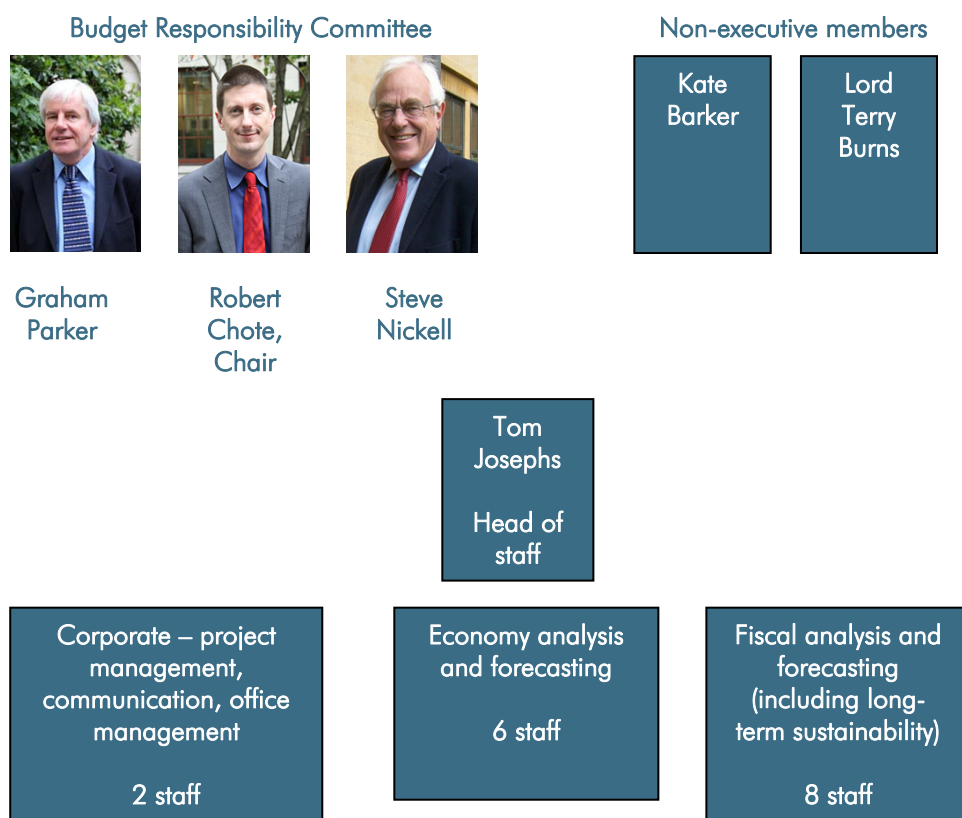 Budget Responsibility Committee
Non-executive members
Kate
Barker
Lord
Terry
Burns
Graham
Parker
Robert
Chote,
Chair
Steve
Nickell
Tom
Josephs
Head of
staff
Corporate – project
management,
communication, office
management
2 staff
Economy analysis
and forecasting
6 staff
Fiscal analysis and
forecasting
(including long-
term sustainability)
8 staff